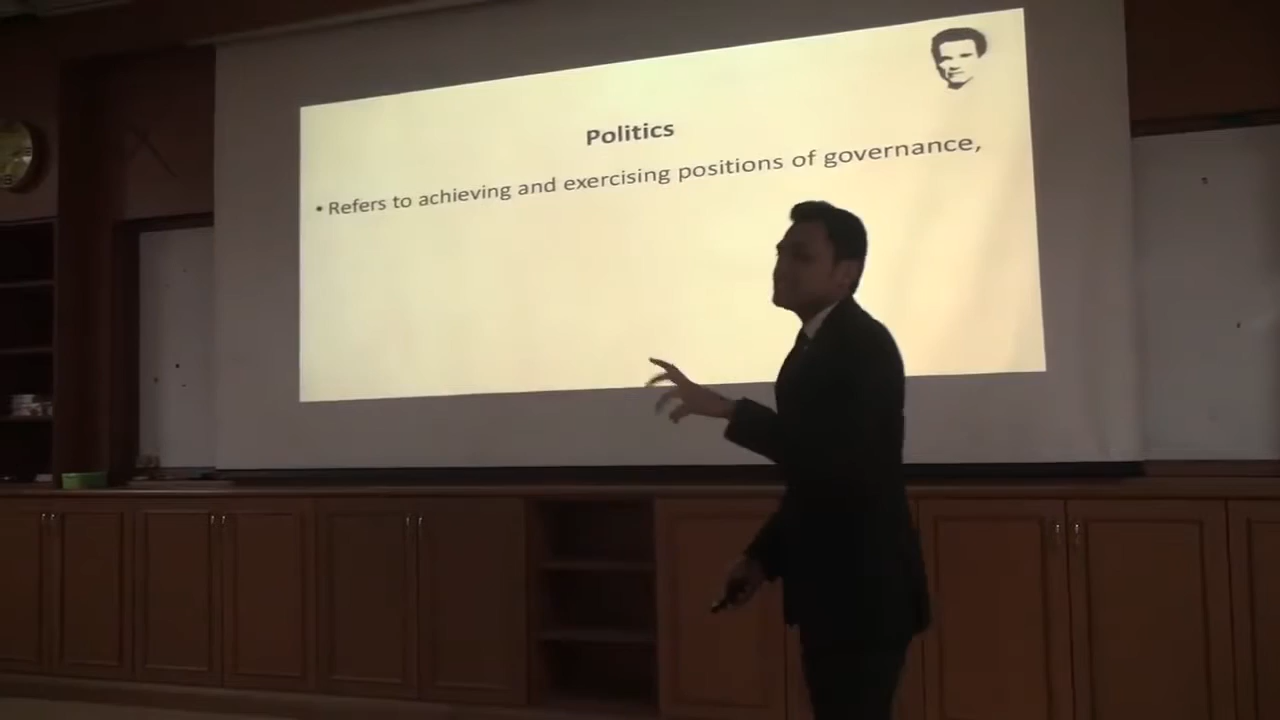 Politics
• Refers to achieving and exercising positions of governance,